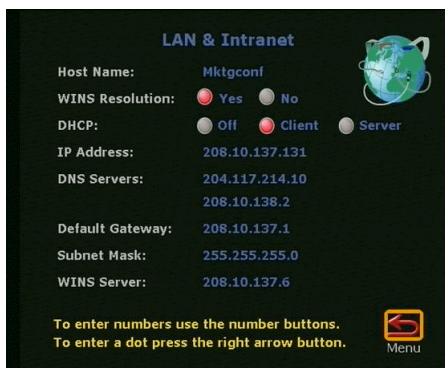 LAN & Intranet
Host Name: Mktgconf
WINS Resolution: Yes No
DHCP: Off Client Server
IP Address: 208.10.137.131
DNS Servers: 204.117.214.10
208.10.138.2
Default Gateway: 208.10.137.1
Subnet Mask: 255.255.255.0
WINS Server: 208.10.137.6
To enter numbers use the number buttons.
To enter a dot press the right arrow button.
Menu